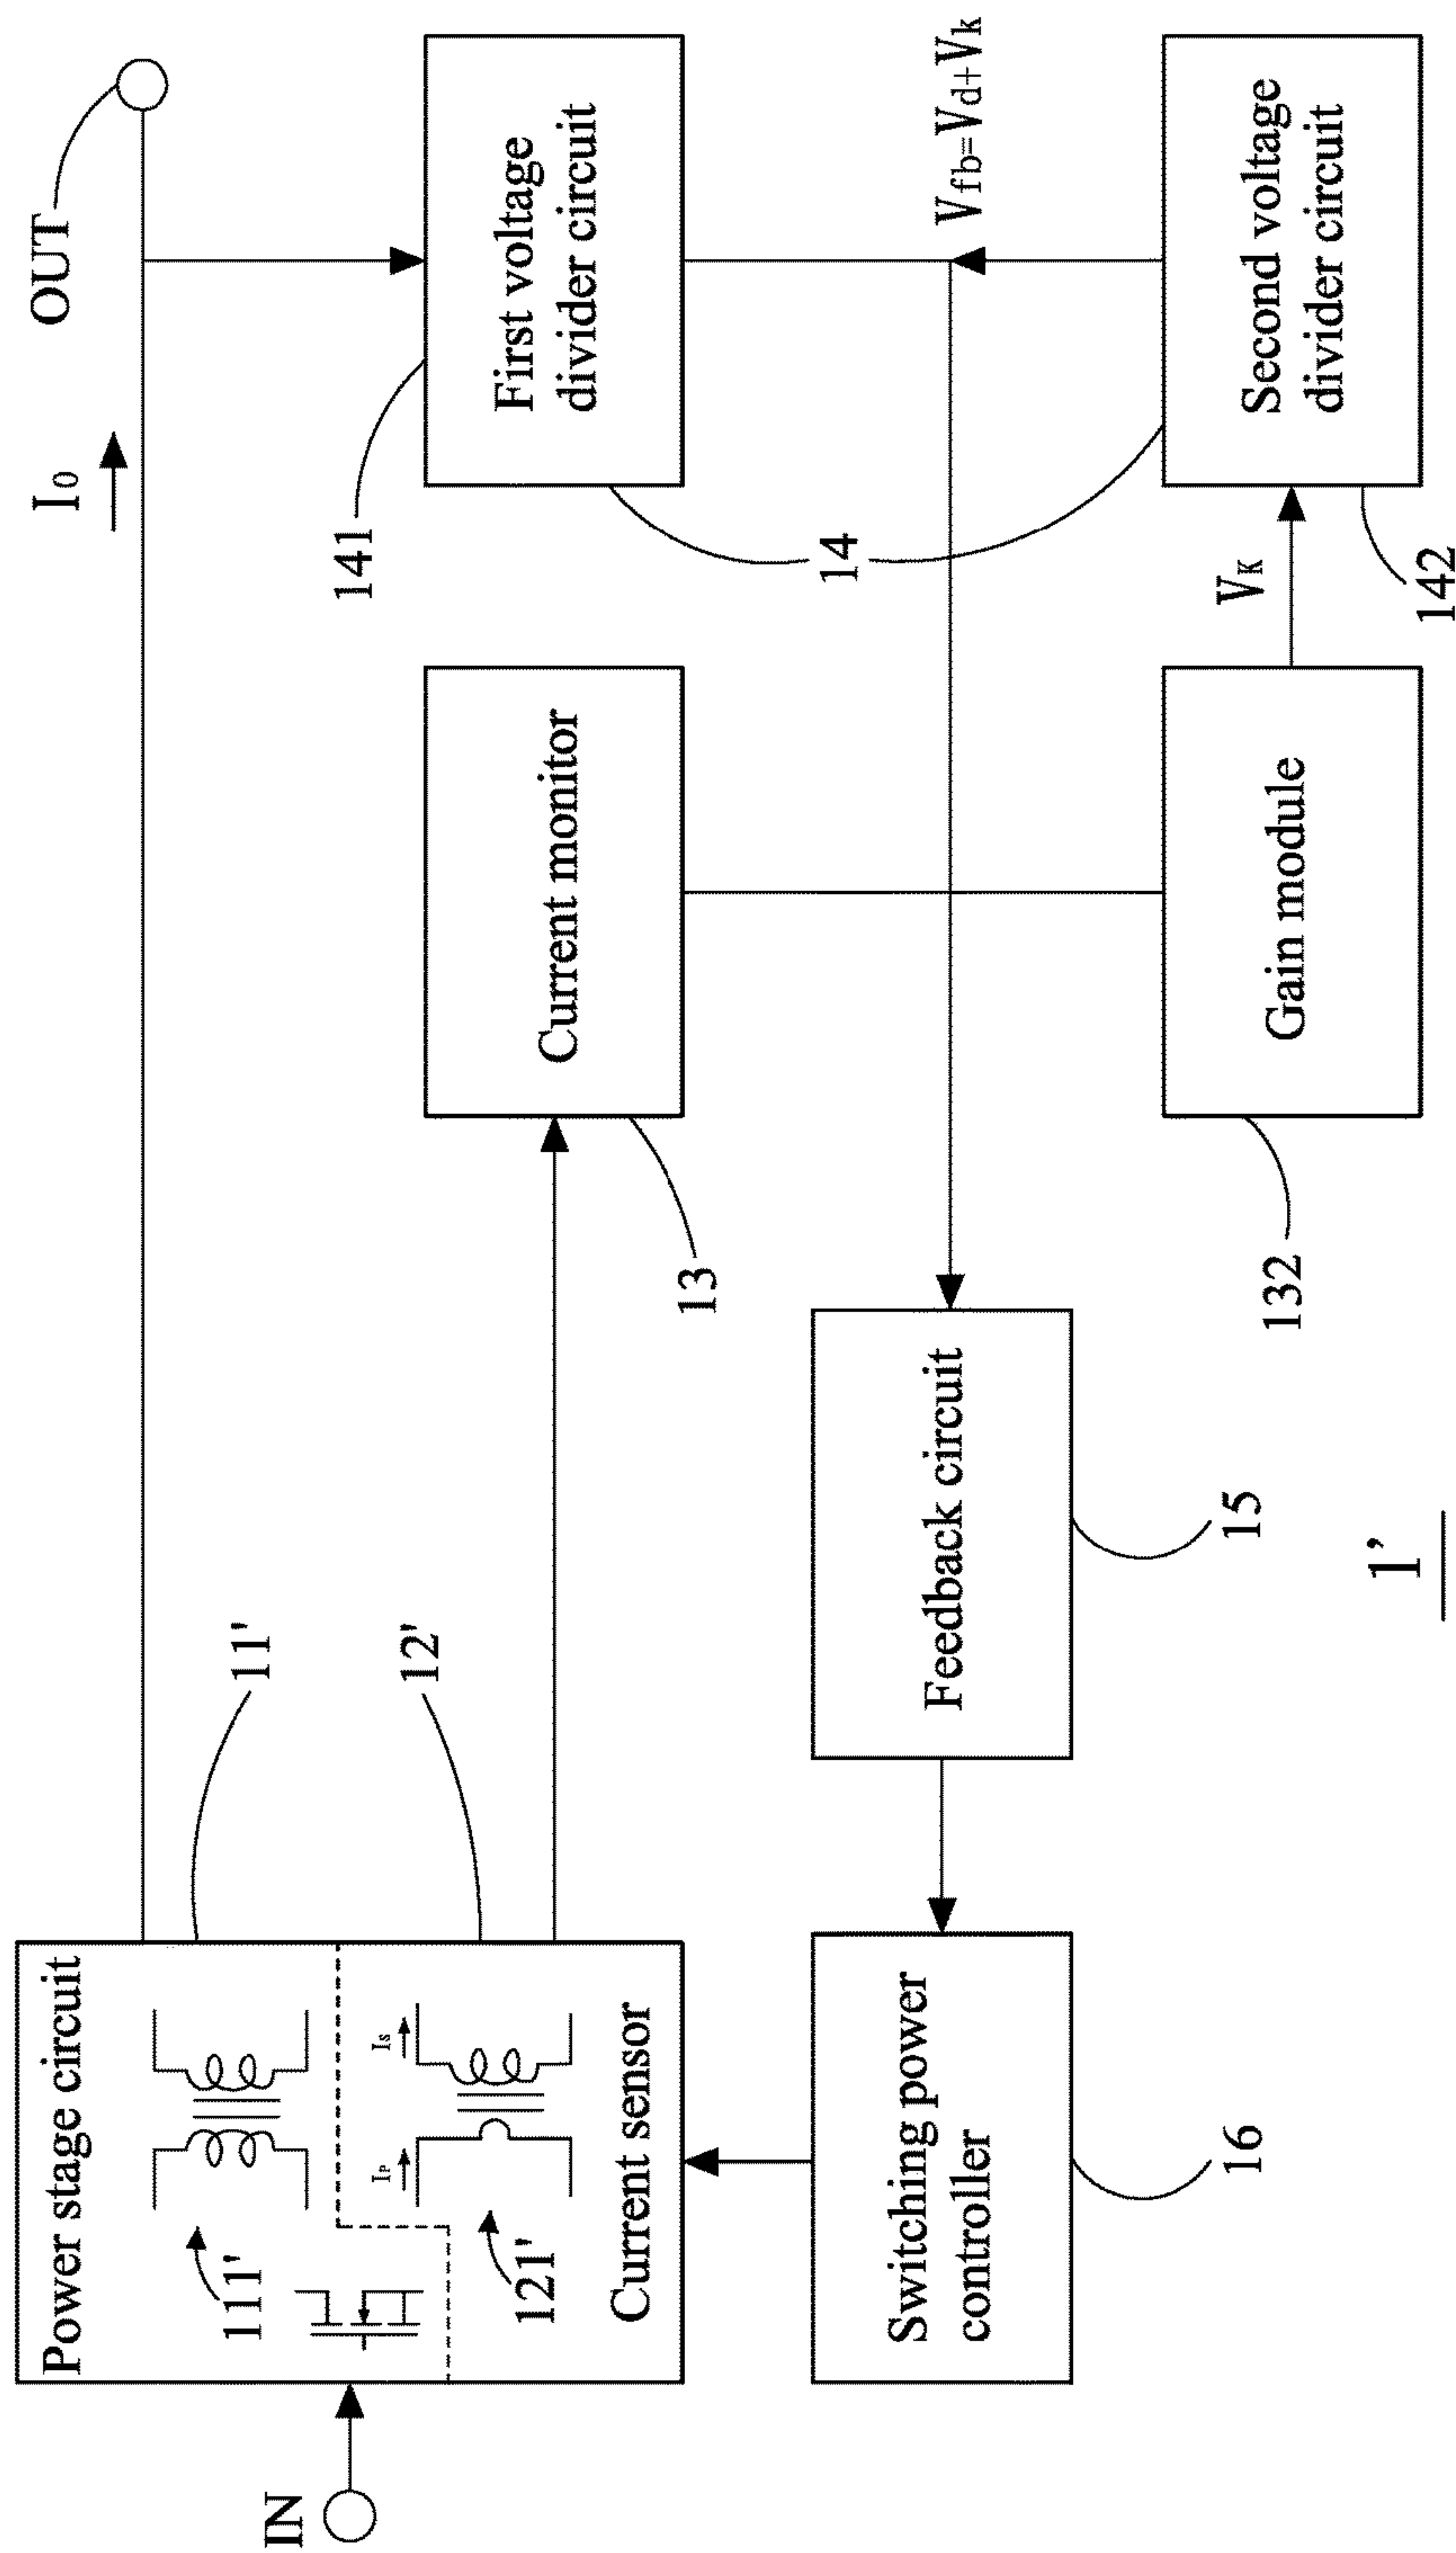 OUT
I0
IN
Power stage circuit
111'
11'
IP
IS
121'
12'
Current sensor
Current monitor
13
First voltage
divider circuit
141
14
Vfb=Vd+Vk
Switching power
controller
16
Feedback circuit
15
Gain module
132
VK
Second voltage
divider circuit
142
1’